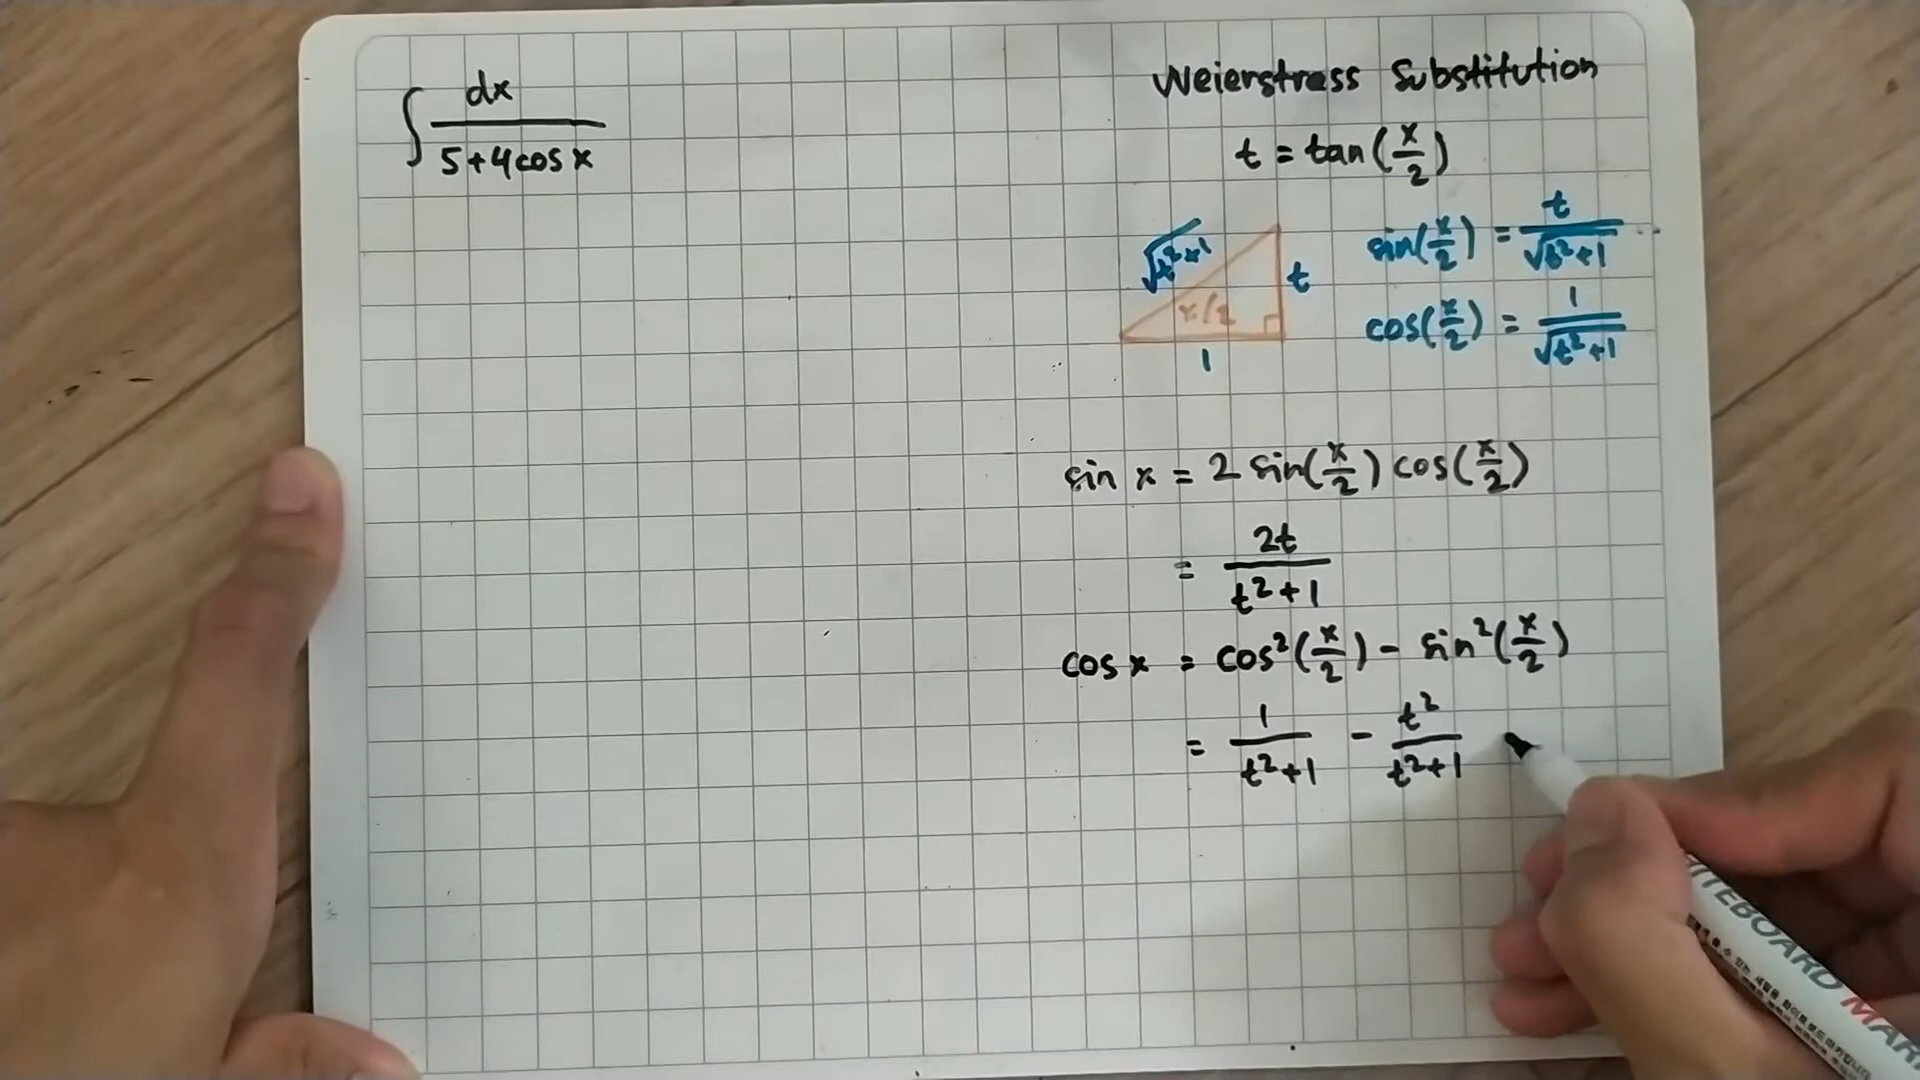 ∫ dx / (5+4cos x)
Weierstrass Substitution
t = tan(x/2)
√t²+1
x/2
t
1
sin(x/2) = t/√t²+1
cos(x/2) = 1/√t²+1
sin x = 2 sin(x/2) cos(x/2)
= 2t/(t²+1)
cos x = cos²(x/2) - sin²(x/2)
= 1/(t²+1) - t²/(t²+1)